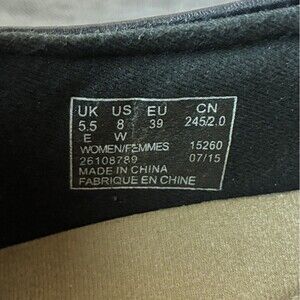 UK US EU CN
5.5 8 39 245/2.0
E W
WOMEN/FEMMES 15260
26108789 07/15
MADE IN CHINA
FABRIQUE EN CHINE